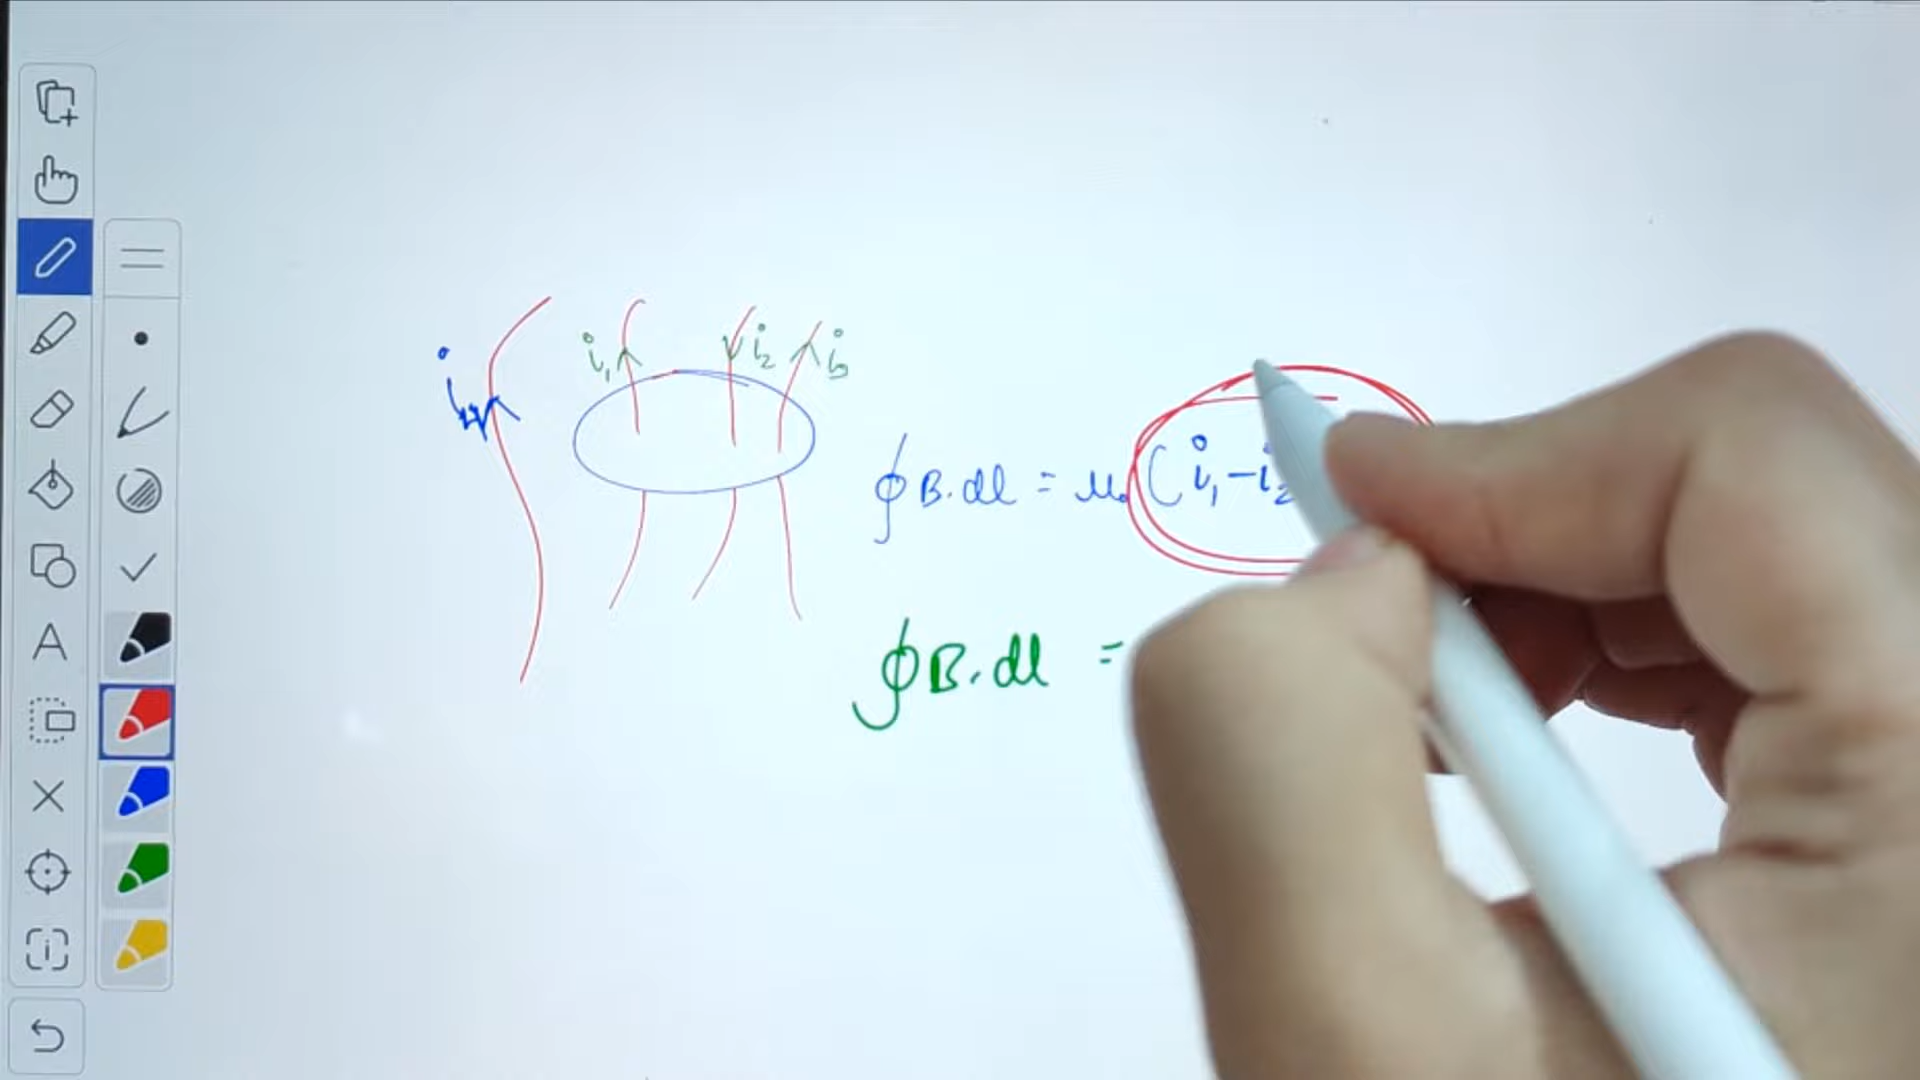 i₁ i₂ i₃
i₄
∮B.dl = μ₀(i₁-i₂
∮B.dl =
A